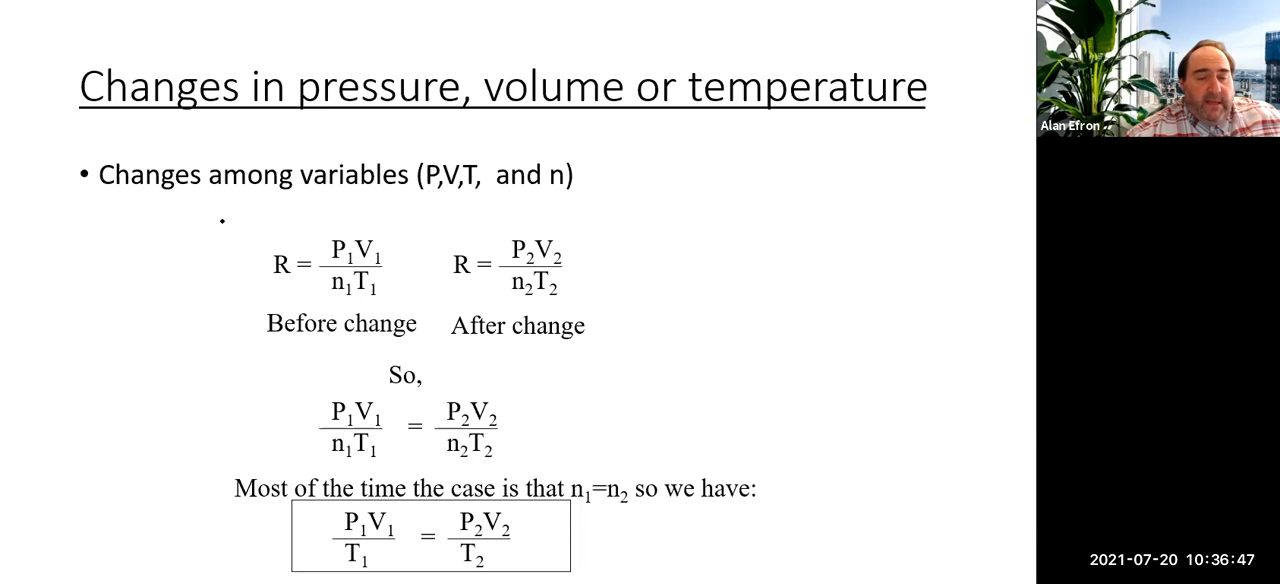 Changes in pressure, volume or temperature
• Changes among variables (P,V,T, and n)
R = P₁V₁ / n₁T₁ R = P₂V₂ / n₂T₂
Before change After change
So,
P₁V₁ / n₁T₁ = P₂V₂ / n₂T₂
Most of the time the case is that n₁=n₂ so we have:
P₁V₁ / T₁ = P₂V₂ / T₂
Alan Efron
2021-07-20 10:36:47